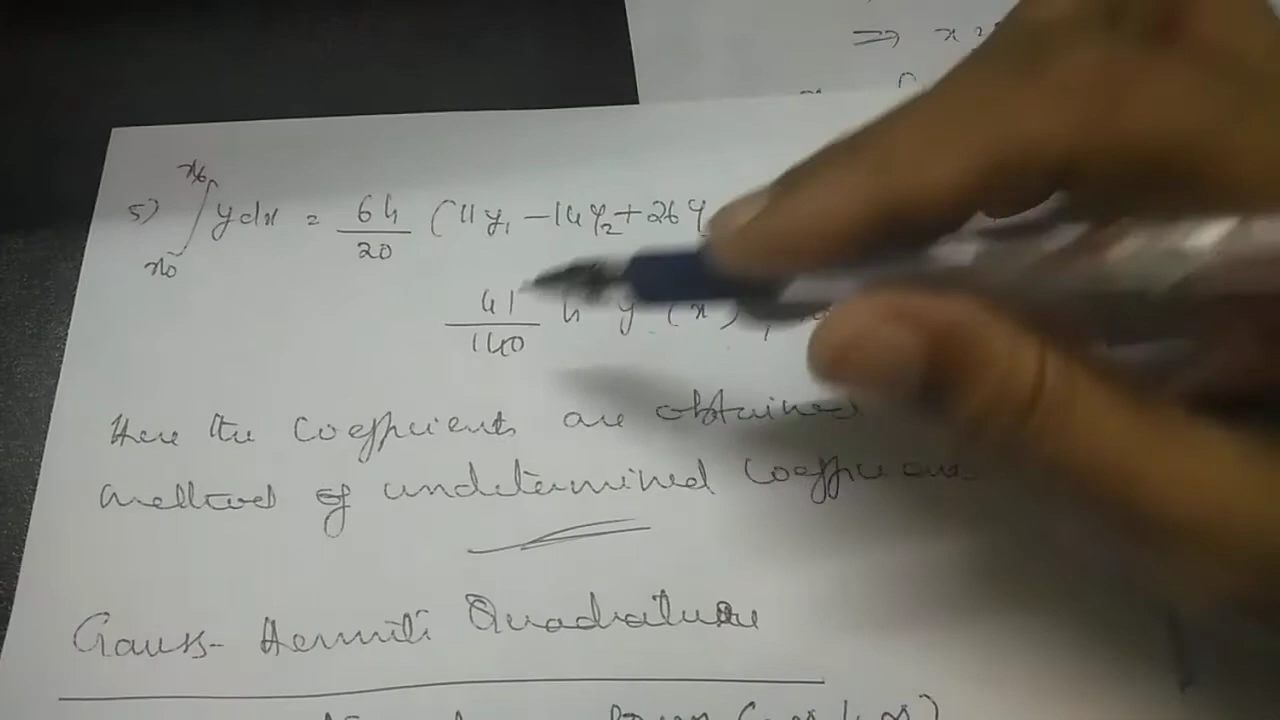 ⇒ x
5) ∫ x0 x6 y dx = 6h/20 (11y1 - 14y2 + 26y
41/140 h y (x),
Here the coefficients are obtained
method of undetermined coefficients.
Gauss-Hermite Quadrature